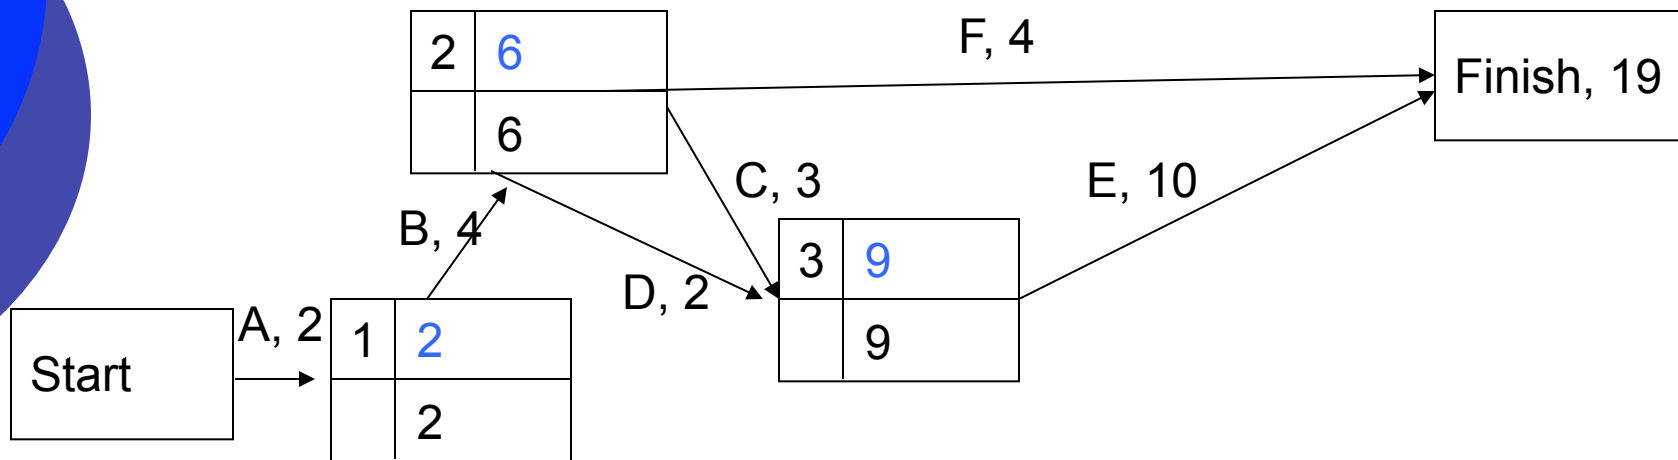 2 6
6
F, 4
Finish, 19
C, 3
E, 10
B, 4
D, 2
3 9
9
Start
A, 2
1 2
2